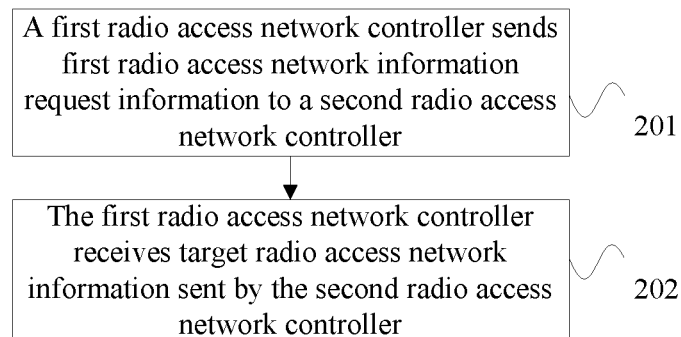 A first radio access network controller sends
first radio access network information
request information to a second radio access
network controller
201
The first radio access network controller
receives target radio access network
information sent by the second radio access
network controller
202